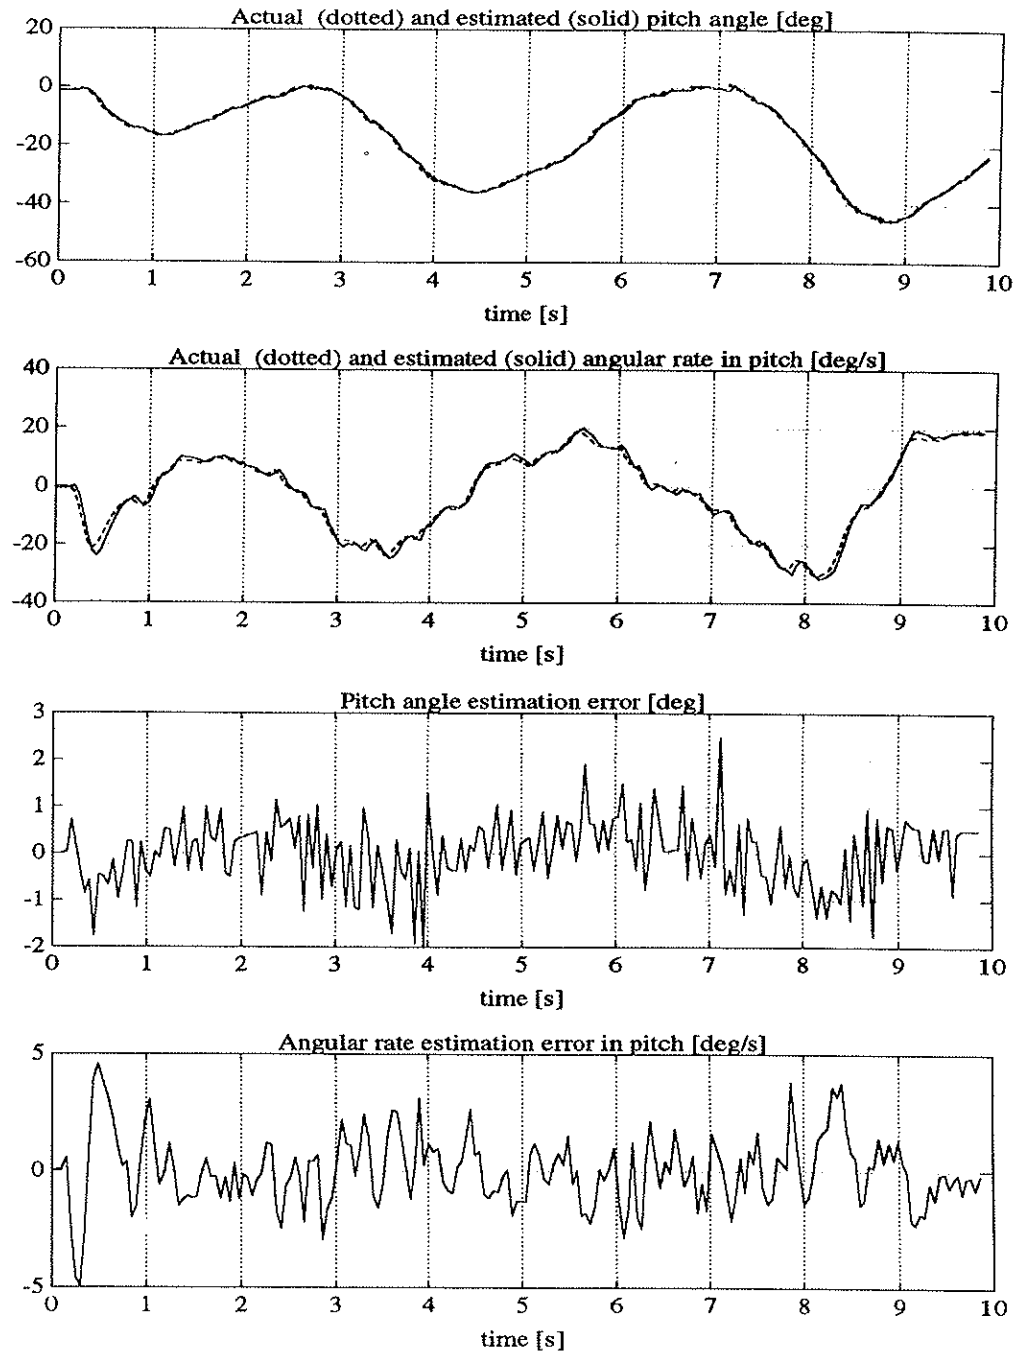 Actual (dotted) and estimated (solid) pitch angle [deg]
20
0
-20
-40
-60
0 1 2 3 4 5 6 7 8 9 10
time [s]
Actual (dotted) and estimated (solid) angular rate in pitch [deg/s]
40
20
0
-20
-40
0 1 2 3 4 5 6 7 8 9 10
time [s]
Pitch angle estimation error [deg]
3
2
1
0
-1
-2
0 1 2 3 4 5 6 7 8 9 10
time [s]
Angular rate estimation error in pitch [deg/s]
5
0
-5
0 1 2 3 4 5 6 7 8 9 10
time [s]